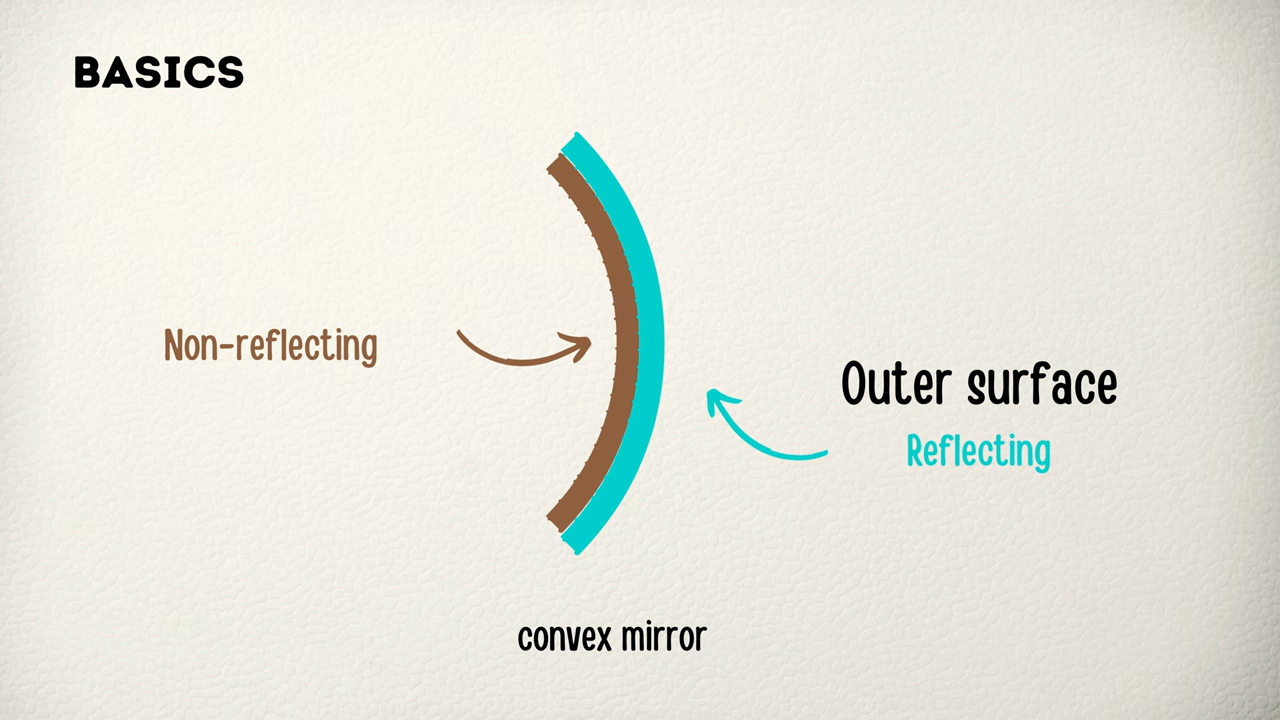 BASICS
Non-reflecting
Outer surface
Reflecting
convex mirror